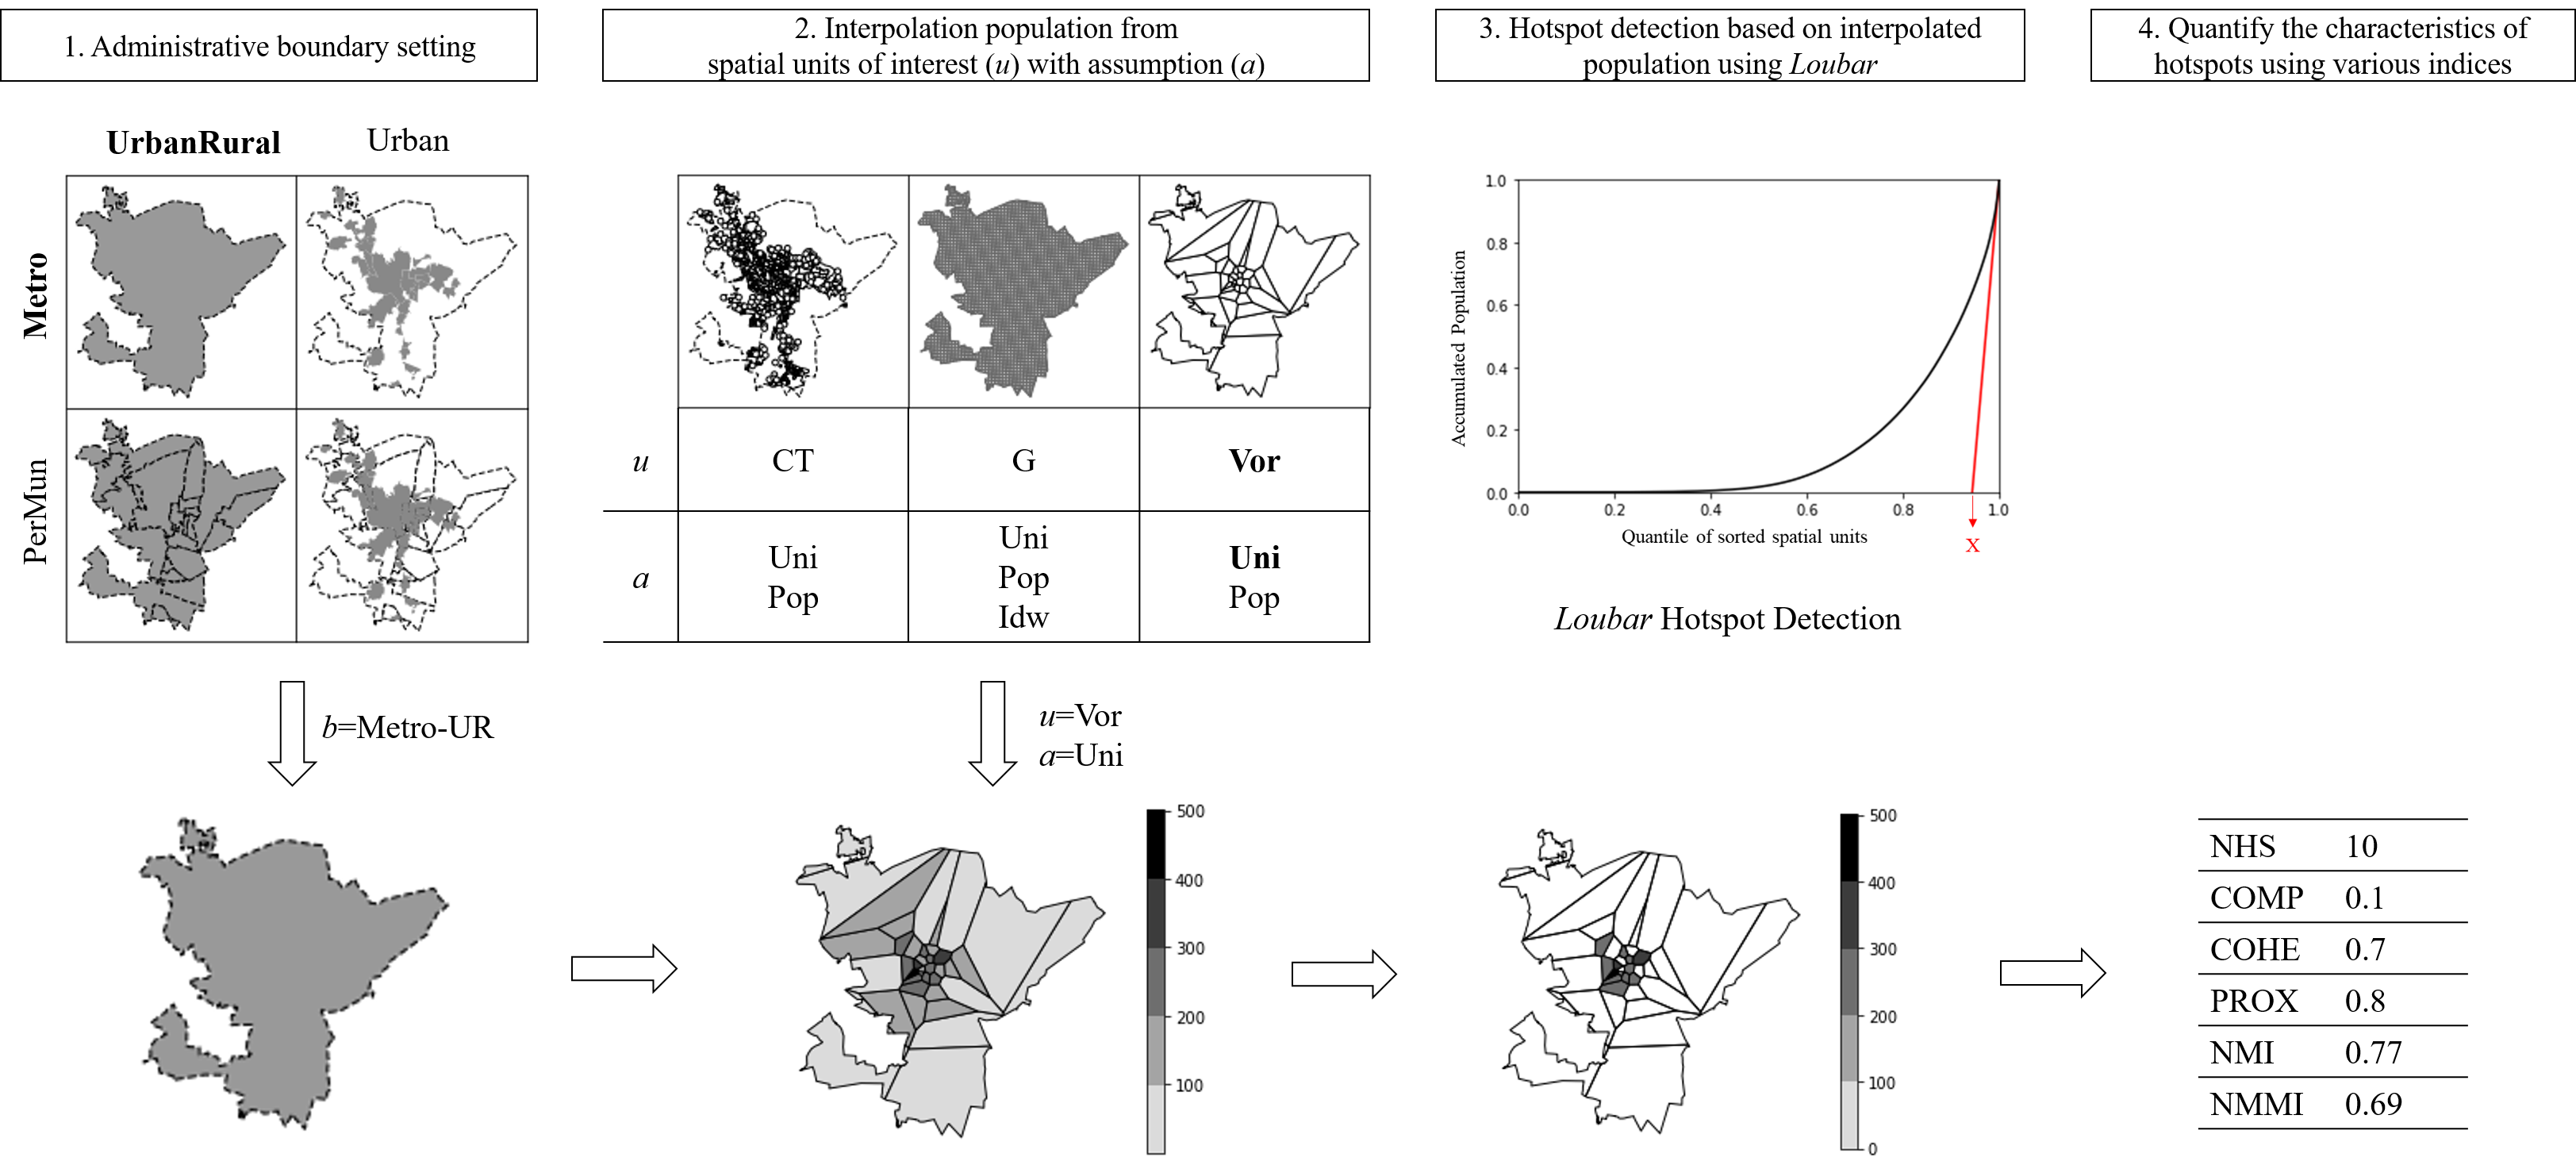 1. Administrative boundary setting
2. Interpolation population from
spatial units of interest (u) with assumption (a)
3. Hotspot detection based on interpolated
population using Loubar
4. Quantify the characteristics of
hotspots using various indices
UrbanRural
Urban
Metro
PerMun
b=Metro-UR
u
CT
G
Vor
a
Uni
Pop
Uni
Pop
Idw
Uni
Pop
u=Vor
a=Uni
Accumulated Population
1.0
0.8
0.6
0.4
0.2
0.0
0.0 0.2 0.4 0.6 0.8 1.0
Quantile of sorted spatial units
X
Loubar Hotspot Detection
500
400
300
200
100
500
400
300
200
100
0
NHS 10
COMP 0.1
COHE 0.7
PROX 0.8
NMI 0.77
NMMI 0.69